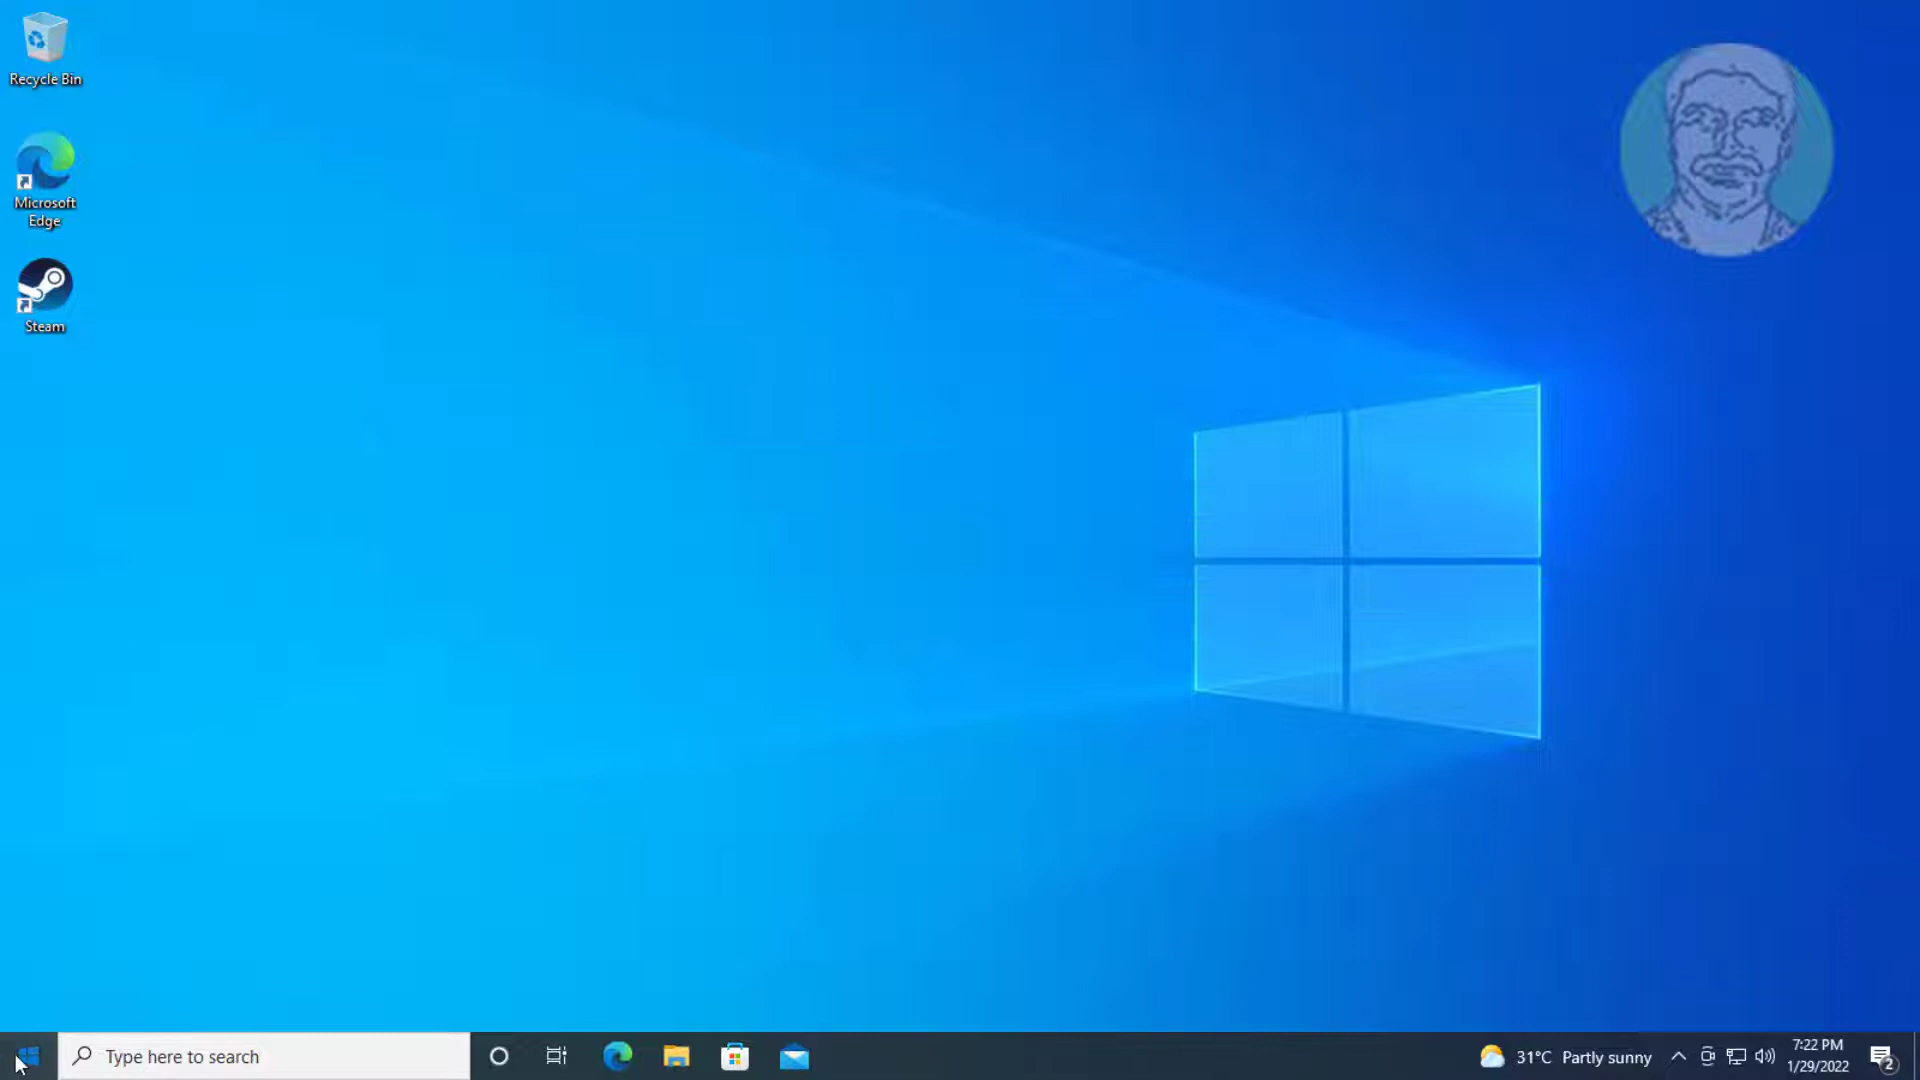 Recycle Bin
Microsoft
Edge
Steam
Type here to search
31°C Partly sunny
7:22 PM
1/29/2022
2